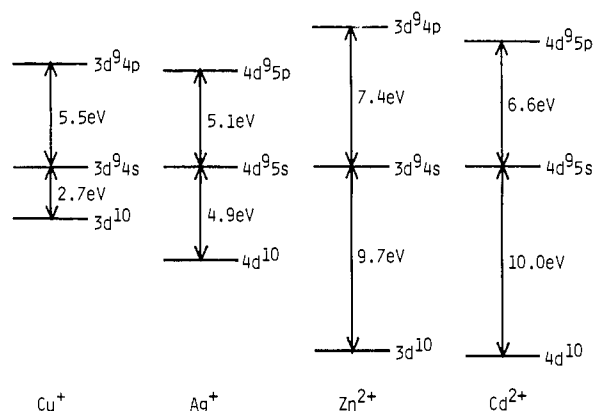 3d⁹4p
5.5eV
3d⁹4s
2.7eV
3d¹⁰
Cu⁺
4d⁹5p
5.1eV
4d⁹5s
4.9eV
4d¹⁰
Ag⁺
3d⁹4p
7.4eV
3d⁹4s
9.7eV
3d¹⁰
Zn²⁺
4d⁹5p
6.6eV
4d⁹5s
10.0eV
4d¹⁰
Cd²⁺